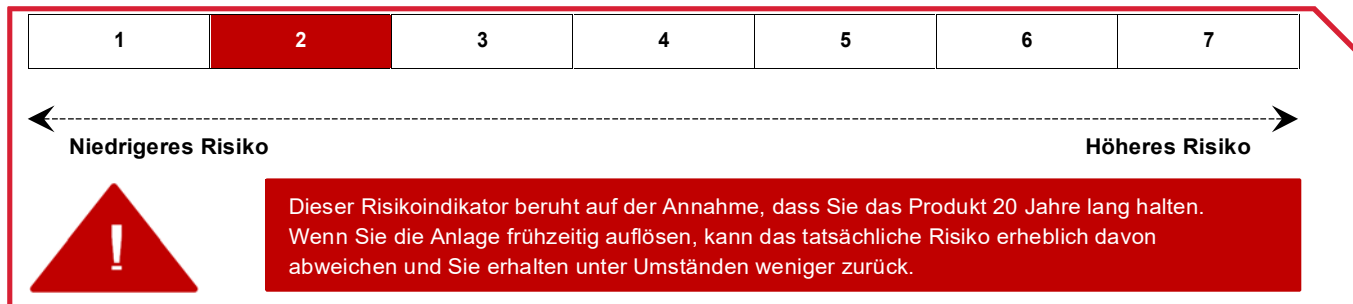 1 2 3 4 5 6 7
Niedrigeres Risiko Höheres Risiko
!
Dieser Risikoindikator beruht auf der Annahme, dass Sie das Produkt 20 Jahre lang halten.
Wenn Sie die Anlage frühzeitig auflösen, kann das tatsächliche Risiko erheblich davon
abweichen und Sie erhalten unter Umständen weniger zurück.